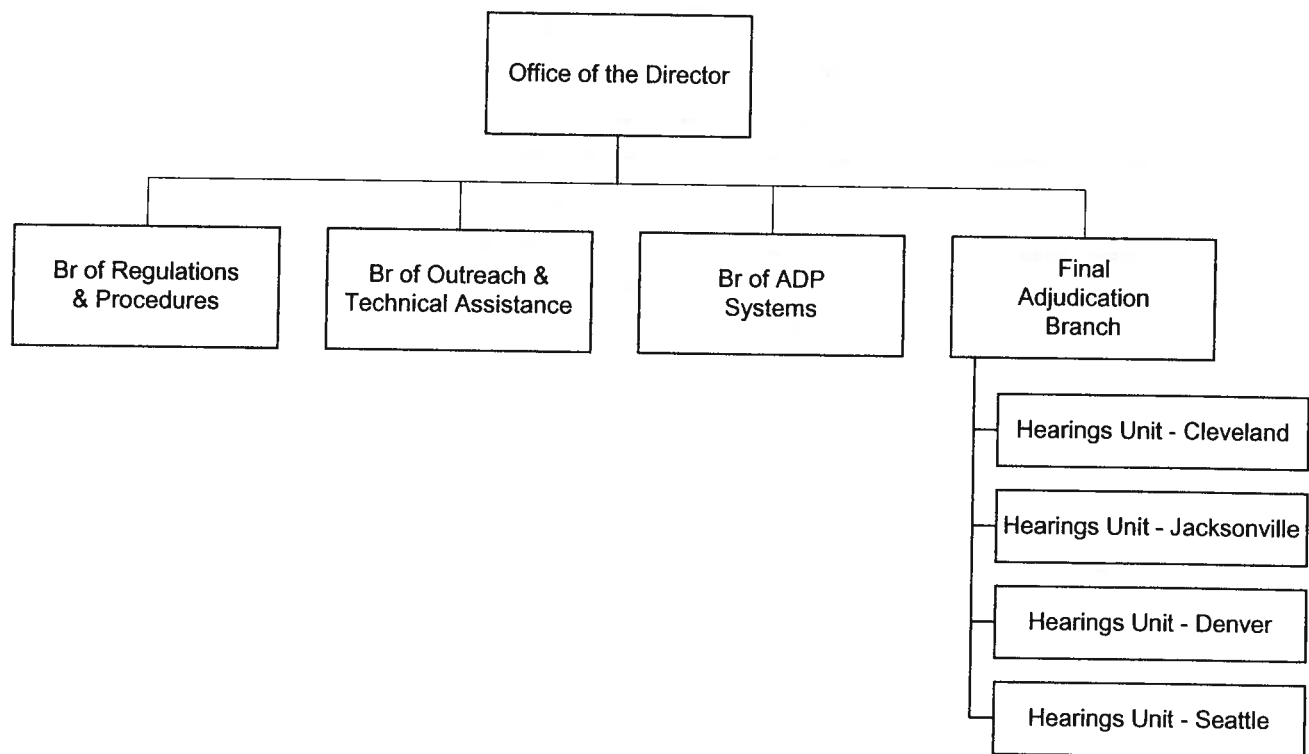 Office of the Director
Br of Regulations
& Procedures
Br of Outreach &
Technical Assistance
Br of ADP
Systems
Final
Adjudication
Branch
Hearings Unit - Cleveland
Hearings Unit - Jacksonville
Hearings Unit - Denver
Hearings Unit - Seattle